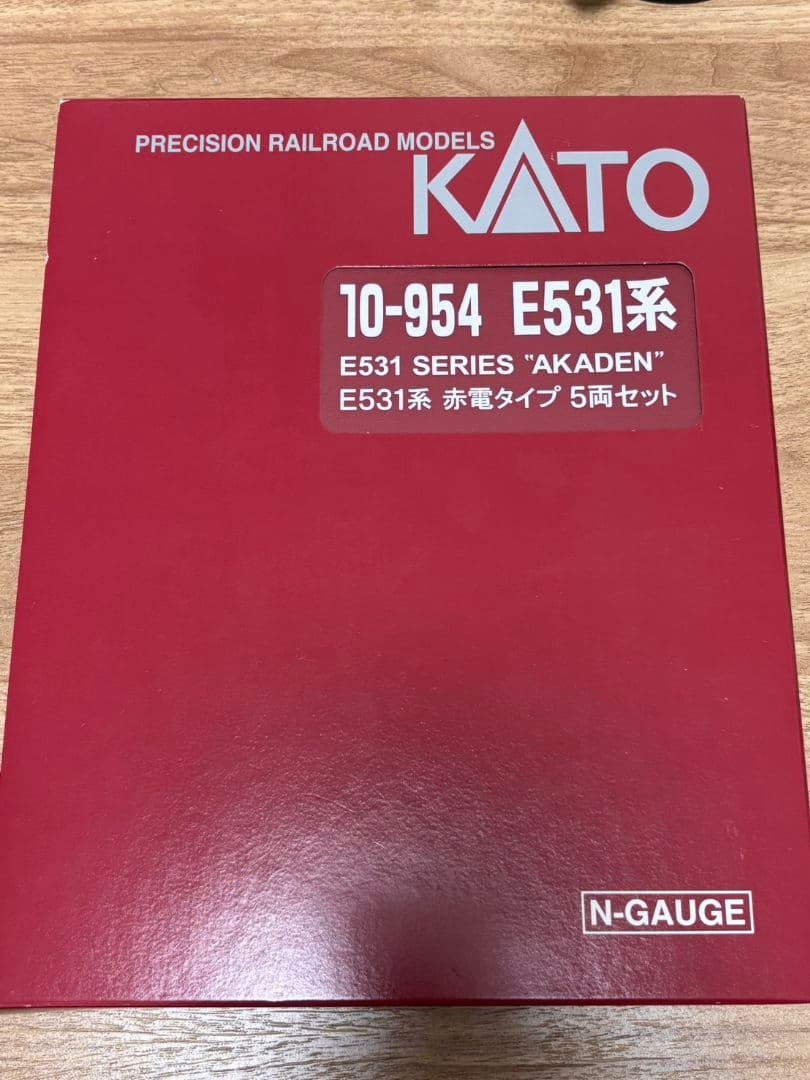 PRECISION RAILROAD MODELS
KATO
10-954 E531系
E531 SERIES "AKADEN"
E531系 赤電タイプ 5両セット
N-GAUGE